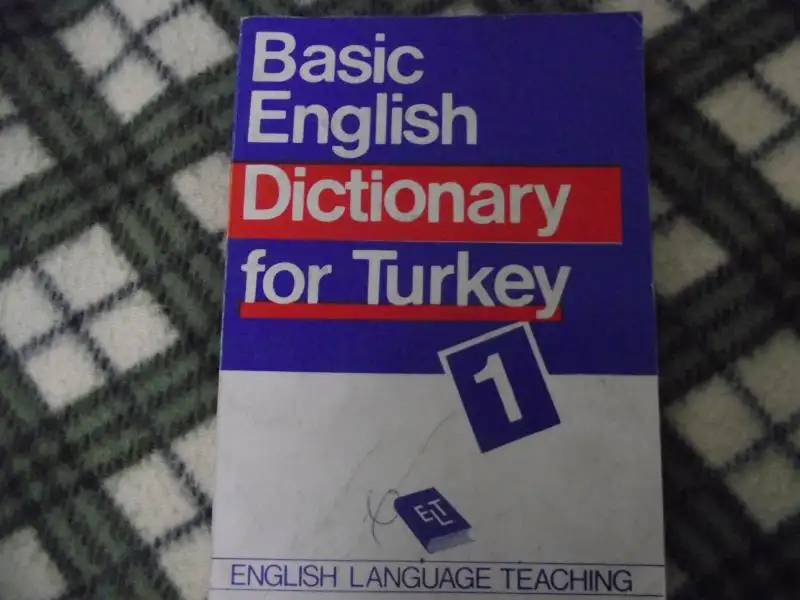 Basic
English
Dictionary
for Turkey
1
ELT
ENGLISH LANGUAGE TEACHING